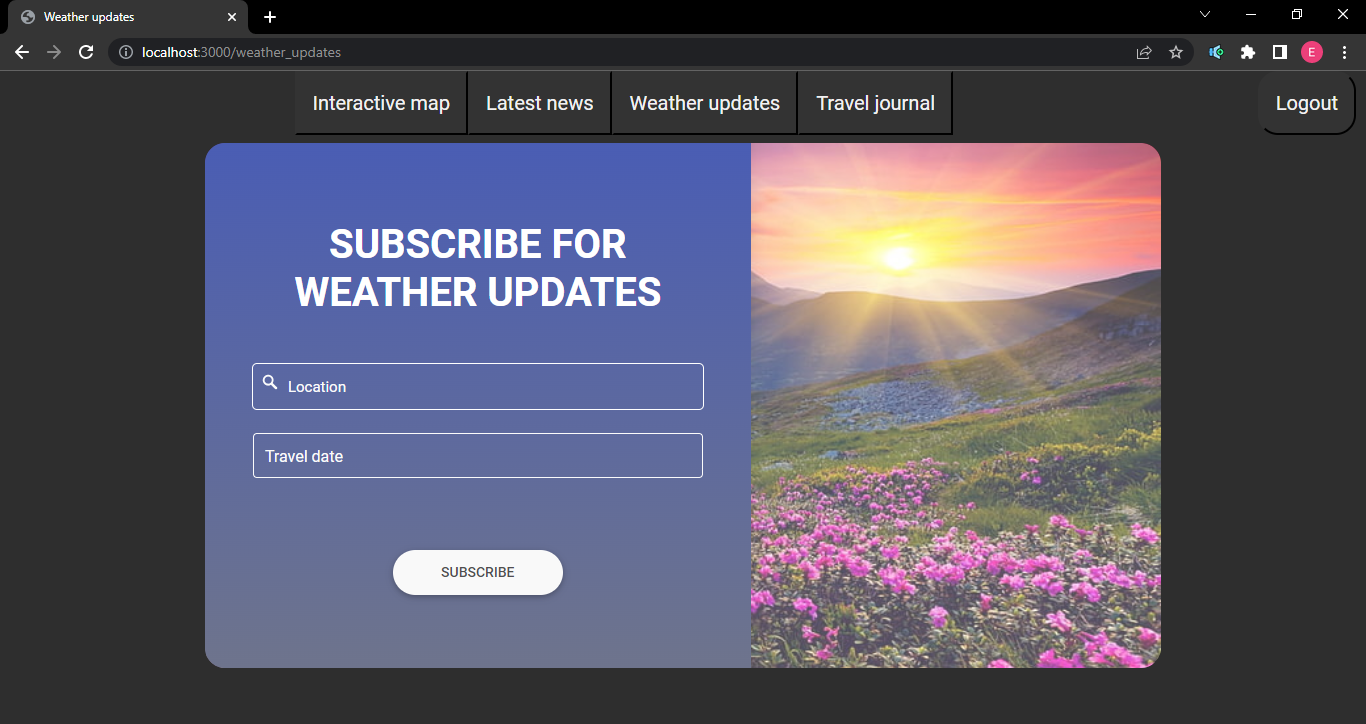 Weather updates
localhost:3000/weather_updates
E
Interactive map
Latest news
Weather updates
Travel journal
Logout
SUBSCRIBE FOR
WEATHER UPDATES
Location
Travel date
SUBSCRIBE